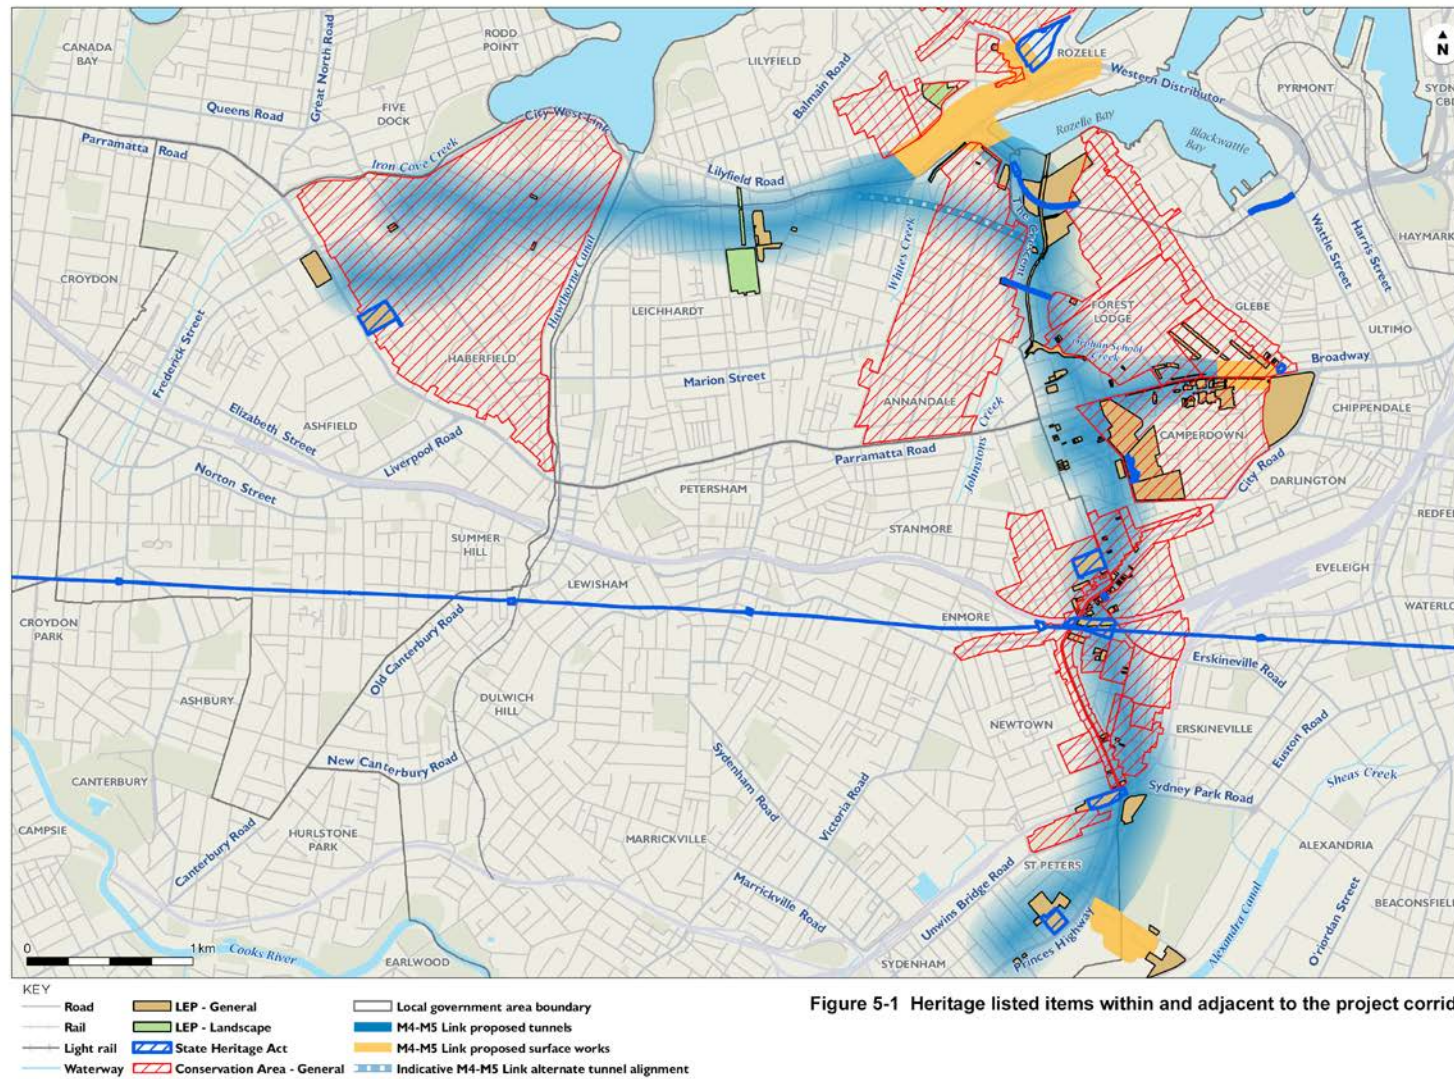 CANADA
BAY
Great North Road
RODD
POINT
LILYFIELD
Balmain Road
ROZELLE
N
Western Distributor
PYRMONT
Queens Road
FIVE
DOCK
City West Link
Rozelle Bay
Blackwattle
Bay
Parramatta Road
Iron Cove Creek
Lilyfield Road
The Crescent
Wattle Street
Harris Street
HAYMARK
CROYDON
Hawthorne Canal
Whites Creek
LEICHHARDT
FOREST
LODGE
GLEBE
ULTIMO
Frederick Street
HABERFIELD
Orphan School
Creek
Broadway
Marion Street
ANNANDALE
CHIPPENDALE
Elizabeth Street
ASHFIELD
Liverpool Road
Johnstons Creek
CAMPERDOWN
Parramatta Road
City Road
Norton Street
PETERSHAM
DARLINGTON
STANMORE
REDFE
SUMMER
HILL
LEWISHAM
EVELEIGH
ENMORE
WATERLO
CROYDON
PARK
Old Canterbury Road
Erskineville Road
ASHBURY
DULWICH
HILL
NEWTOWN
ERSKINEVILLE
Euston Road
New Canterbury Road
Sydenham Road
Victoria Road
Sheas Creek
CANTERBURY
Sydney Park Road
CAMPSIE
Canterbury Road
HURLSTONE
PARK
MARRICKVILLE
ALEXANDRIA
ST PETERS
Marrickville Road
Unwins Bridge Road
Princes Highway
Alexandra Canal
O'riordan Street
BEACONSFIEL
0
1km
Cooks River
EARLWOOD
SYDENHAM
KEY
Road
Rail
Light rail
Waterway
LEP - General
LEP - Landscape
State Heritage Act
Conservation Area - General
Local government area boundary
M4-M5 Link proposed tunnels
M4-M5 Link proposed surface works
Indicative M4-M5 Link alternate tunnel alignment
Figure 5-1 Heritage listed items within and adjacent to the project corrid